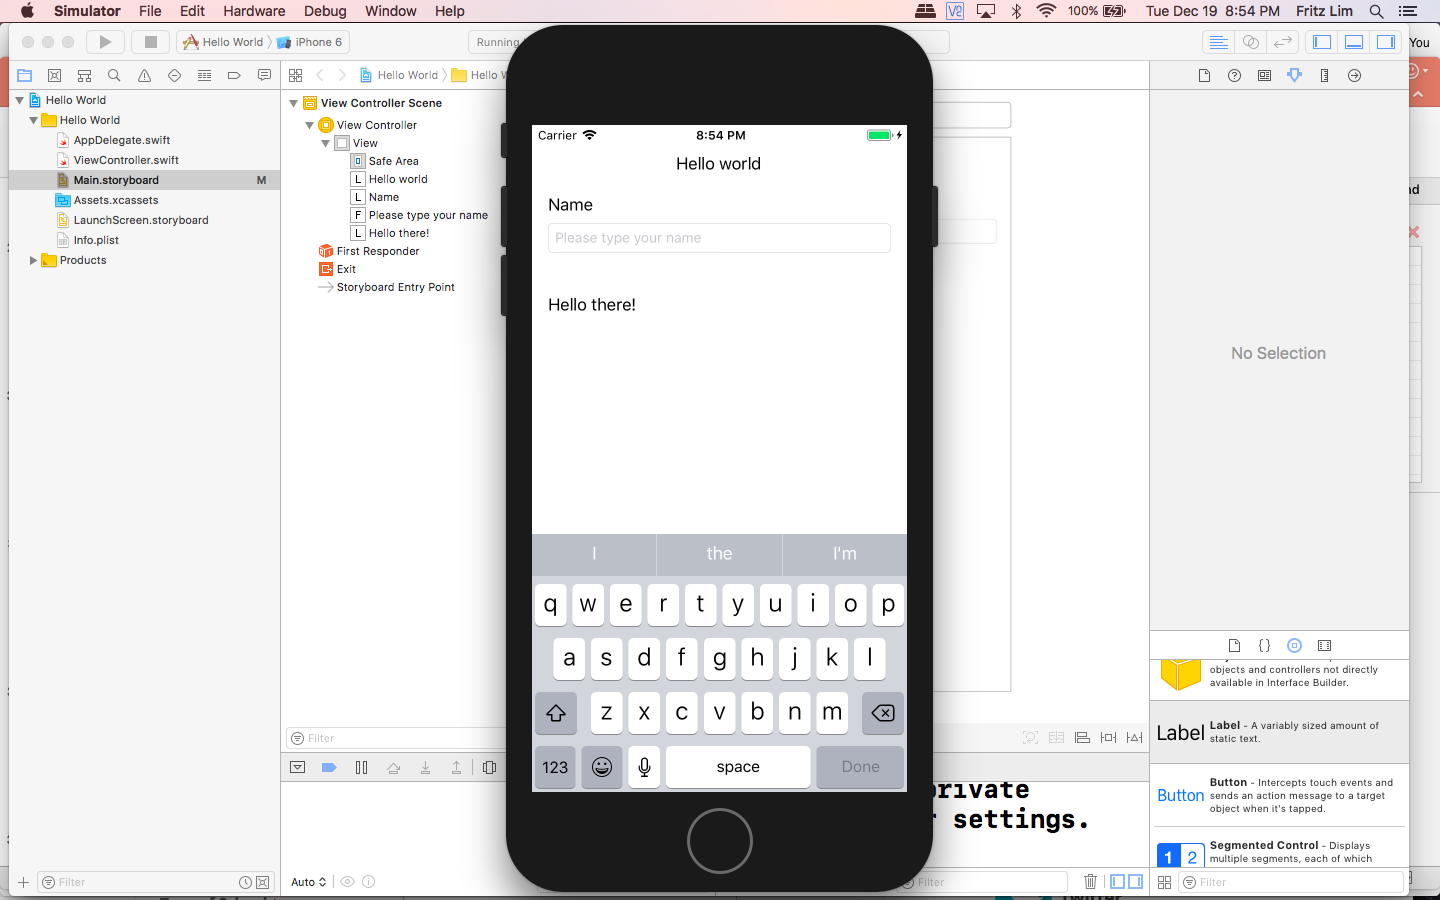 Simulator File Edit Hardware Debug Window Help 100% Tue Dec 19 8:54 PM Fritz Lim
Hello World iPhone 6 Running
You
Hello World
Hello World
AppDelegate.swift
ViewController.swift
Main.storyboard M
Assets.xcassets
LaunchScreen.storyboard
Info.plist
Products
Filter
Hello World
View Controller Scene
View Controller
View
Safe Area
L Hello world
L Name
F Please type your name
L Hello there!
First Responder
Exit
Storyboard Entry Point
Filter
Auto
Carrier 8:54 PM
Hello world
Name
Please type your name
Hello there!
I the I'm
q w e r t y u i o p
a s d f g h j k l
z x c v b n m
123 space Done
private
settings.
Filter
No Selection
{}
objects and controllers not directly
available in Interface Builder.
Label Label - A variably sized amount of
static text.
Button Button - Intercepts touch events and
sends an action message to a target
object when it's tapped.
1 2 Segmented Control - Displays
multiple segments, each of which
Filter